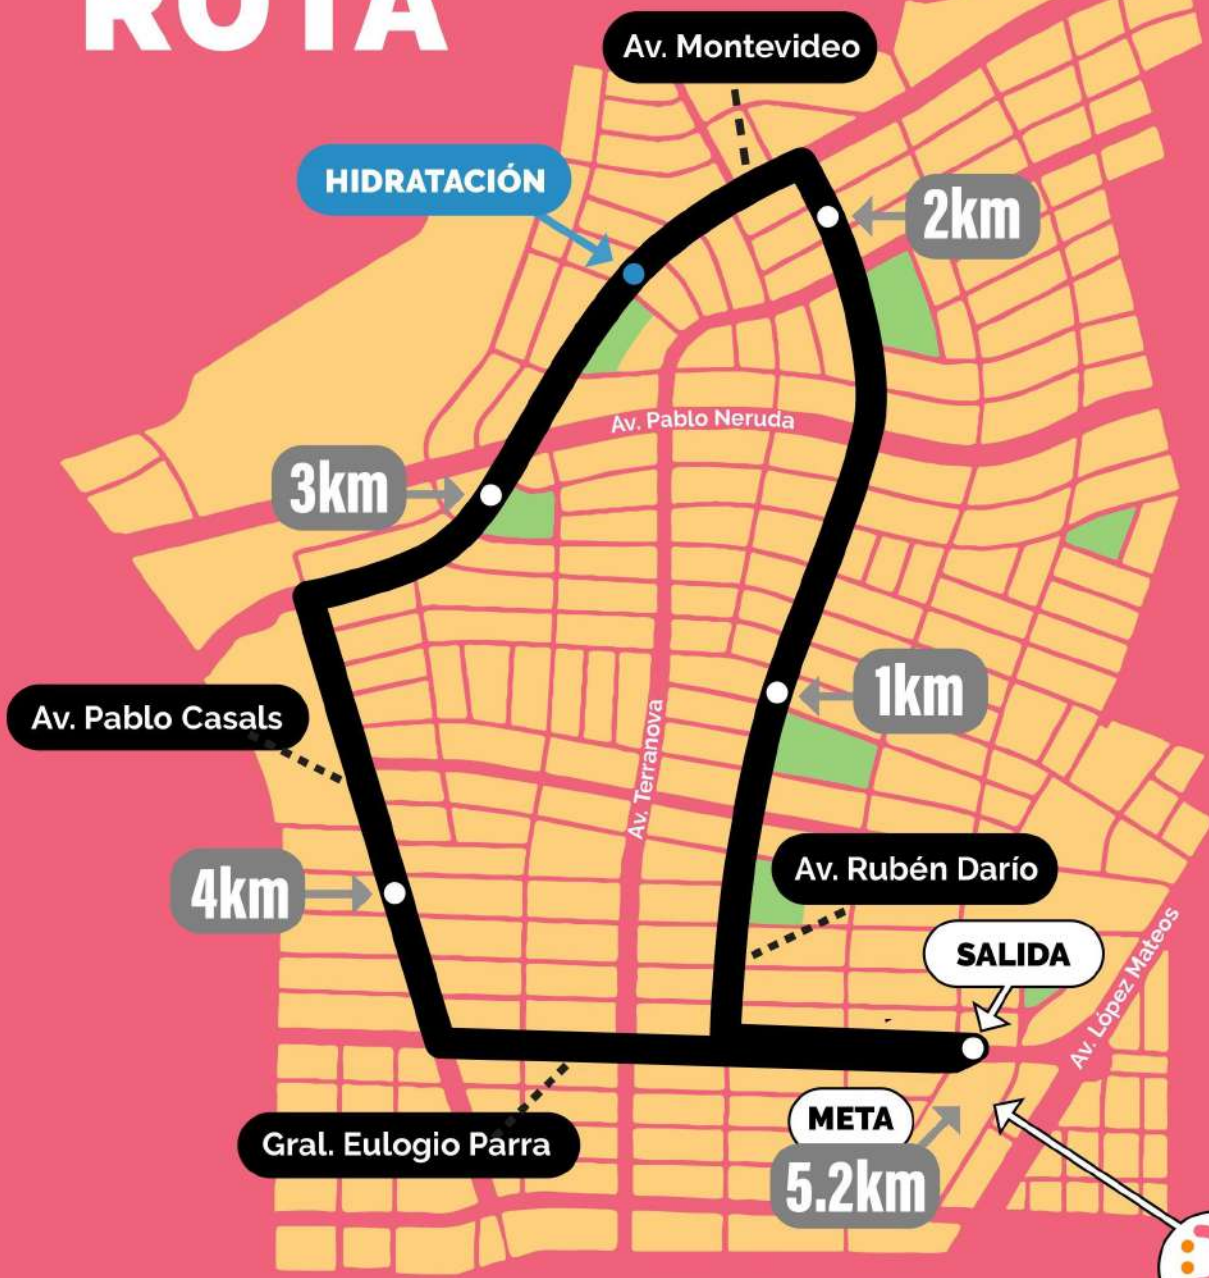 RUTA
Av. Montevideo
HIDRATACIÓN
2km
Av. Pablo Neruda
3km
1km
Av. Pablo Casals
Av. Terranova
4km
Av. Rubén Darío
SALIDA
Av. López Mateos
META
Gral. Eulogio Parra
5.2km